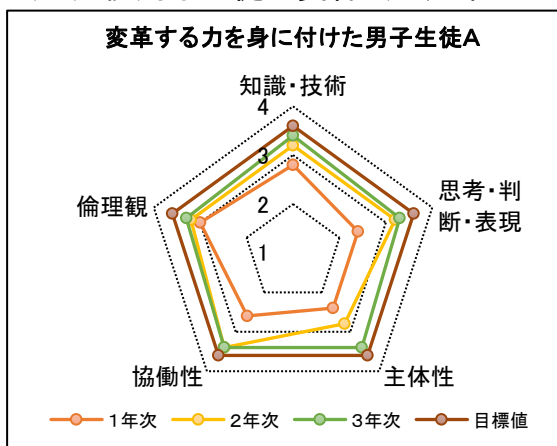 変革する力を身に付けた男子生徒A
知識・技術
4
3
2
1
思考・判
断・表現
倫理観
協働性
主体性
1年次
2年次
3年次
目標値